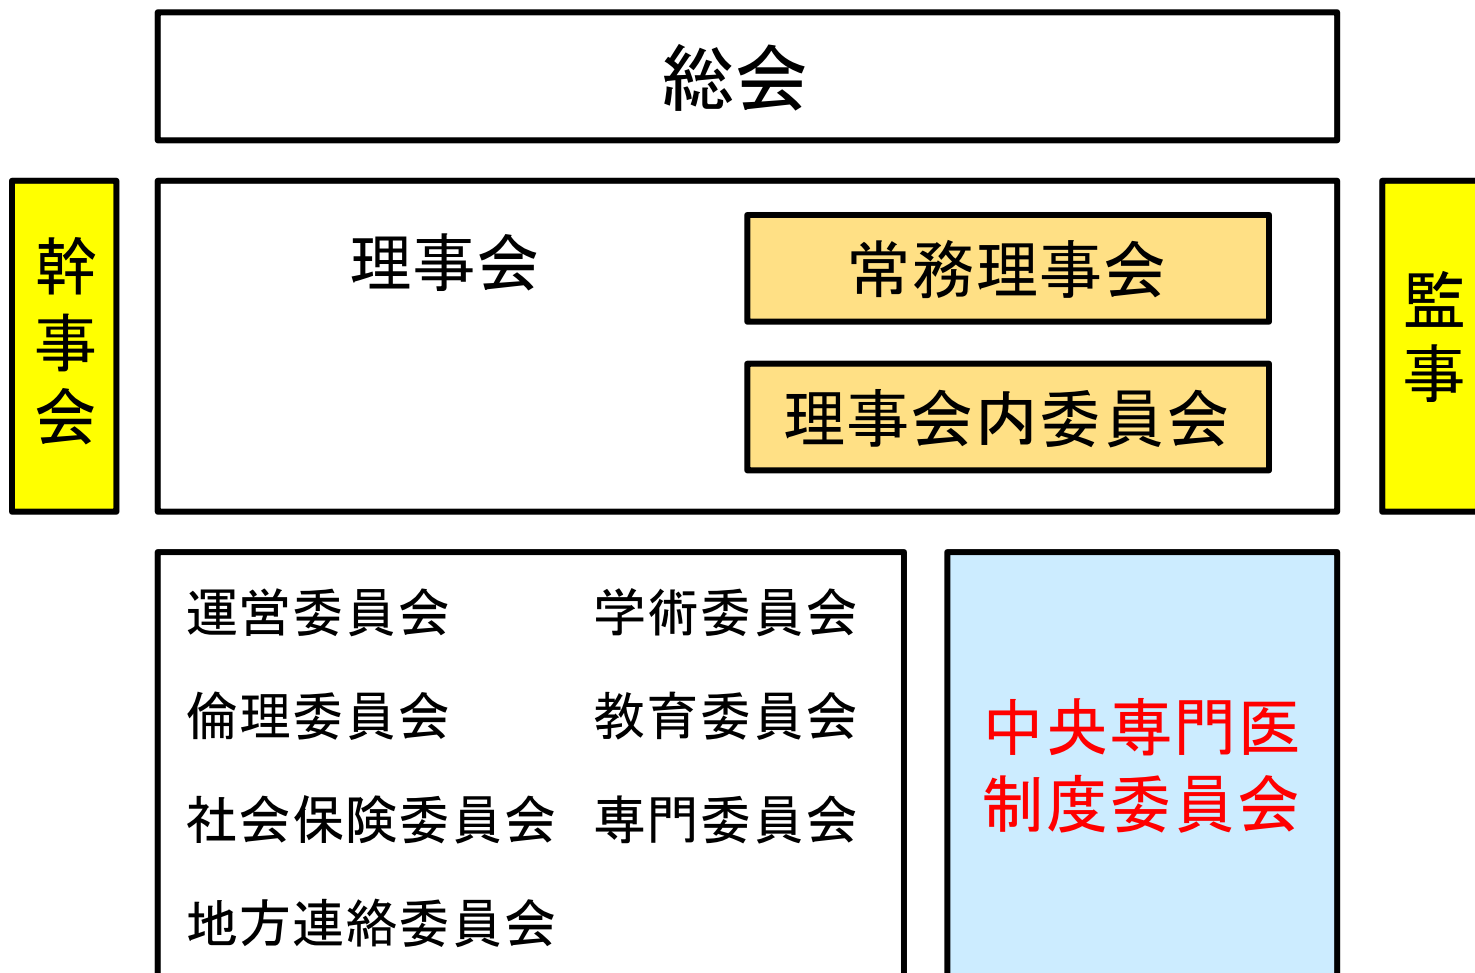 総会
幹事会
理事会
常務理事会
理事会内委員会
監事
運営委員会
学術委員会
倫理委員会
教育委員会
社会保険委員会
専門委員会
地方連絡委員会
中央専門医
制度委員会